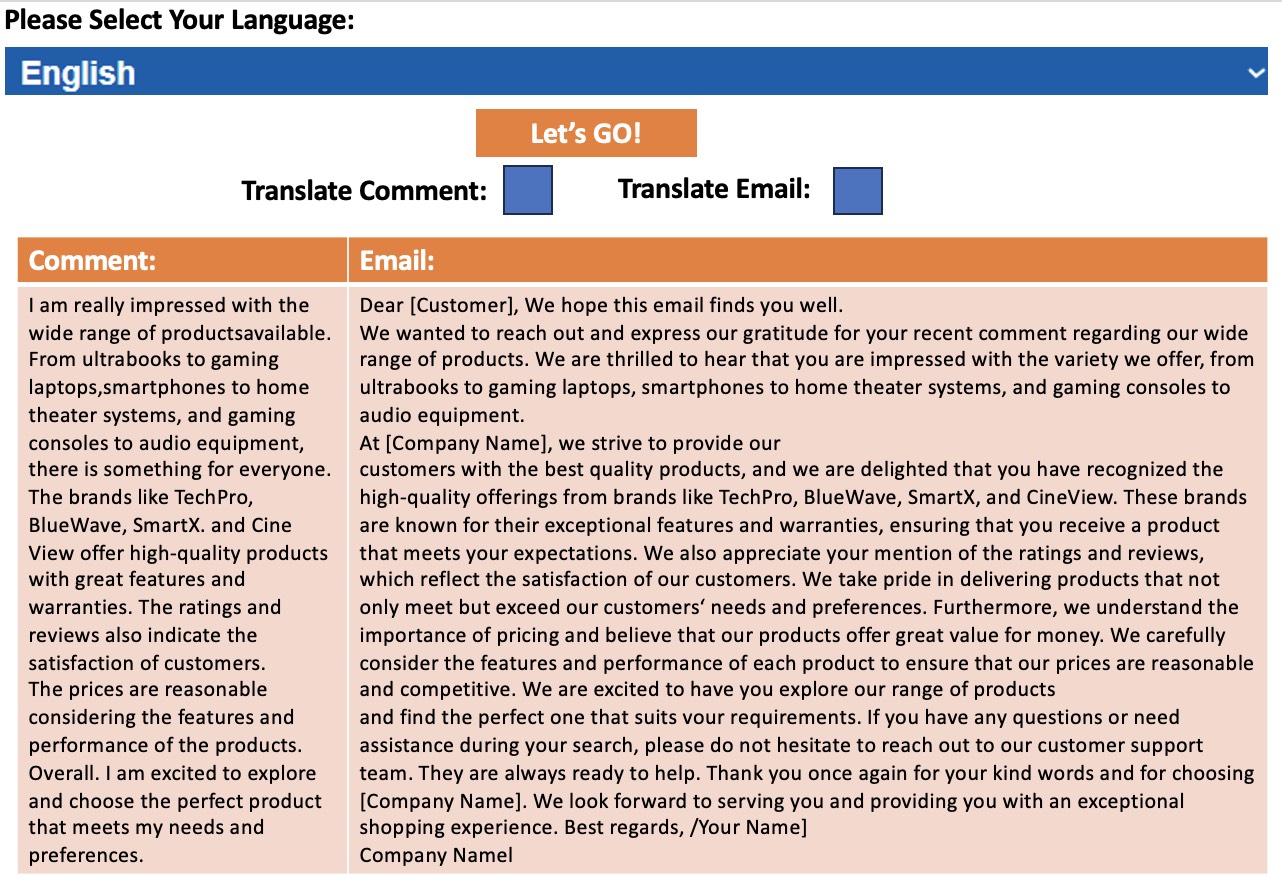 Please Select Your Language:
English
Let's GO!
Translate Comment:
Translate Email:
Comment:
I am really impressed with the
wide range of productsavailable.
From ultrabooks to gaming
laptops,smartphones to home
theater systems, and gaming
consoles to audio equipment,
there is something for everyone.
The brands like TechPro,
BlueWave, SmartX. and Cine
View offer high-quality products
with great features and
warranties. The ratings and
reviews also indicate the
satisfaction of customers.
The prices are reasonable
considering the features and
performance of the products.
Overall. I am excited to explore
and choose the perfect product
that meets my needs and
preferences.
Email:
Dear [Customer], We hope this email finds you well.
We wanted to reach out and express our gratitude for your recent comment regarding our wide
range of products. We are thrilled to hear that you are impressed with the variety we offer, from
ultrabooks to gaming laptops, smartphones to home theater systems, and gaming consoles to
audio equipment.
At [Company Name], we strive to provide our
customers with the best quality products, and we are delighted that you have recognized the
high-quality offerings from brands like TechPro, BlueWave, SmartX, and CineView. These brands
are known for their exceptional features and warranties, ensuring that you receive a product
that meets your expectations. We also appreciate your mention of the ratings and reviews,
which reflect the satisfaction of our customers. We take pride in delivering products that not
only meet but exceed our customers‘ needs and preferences. Furthermore, we understand the
importance of pricing and believe that our products offer great value for money. We carefully
consider the features and performance of each product to ensure that our prices are reasonable
and competitive. We are excited to have you explore our range of products
and find the perfect one that suits vour requirements. If you have any questions or need
assistance during your search, please do not hesitate to reach out to our customer support
team. They are always ready to help. Thank you once again for your kind words and for choosing
[Company Name]. We look forward to serving you and providing you with an exceptional
shopping experience. Best regards, /Your Name]
Company Namel